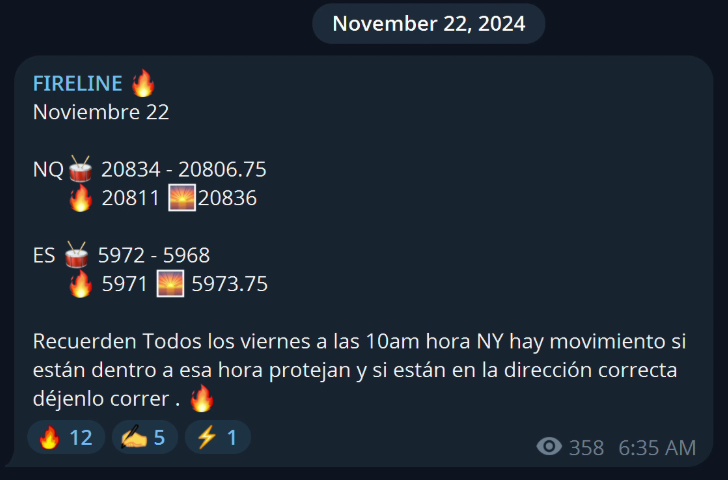 November 22, 2024
FIRELINE 🔥
Noviembre 22
NQ🥁 20834 - 20806.75
🔥 20811 🌅20836
ES 🥁 5972 - 5968
🔥 5971 🌅 5973.75
Recuerden Todos los viernes a las 10am hora NY hay movimiento si
están dentro a esa hora protejan y si están en la dirección correcta
déjenlo correr . 🔥
🔥 12 ✍️ 5 ⚡ 1
358 6:35 AM